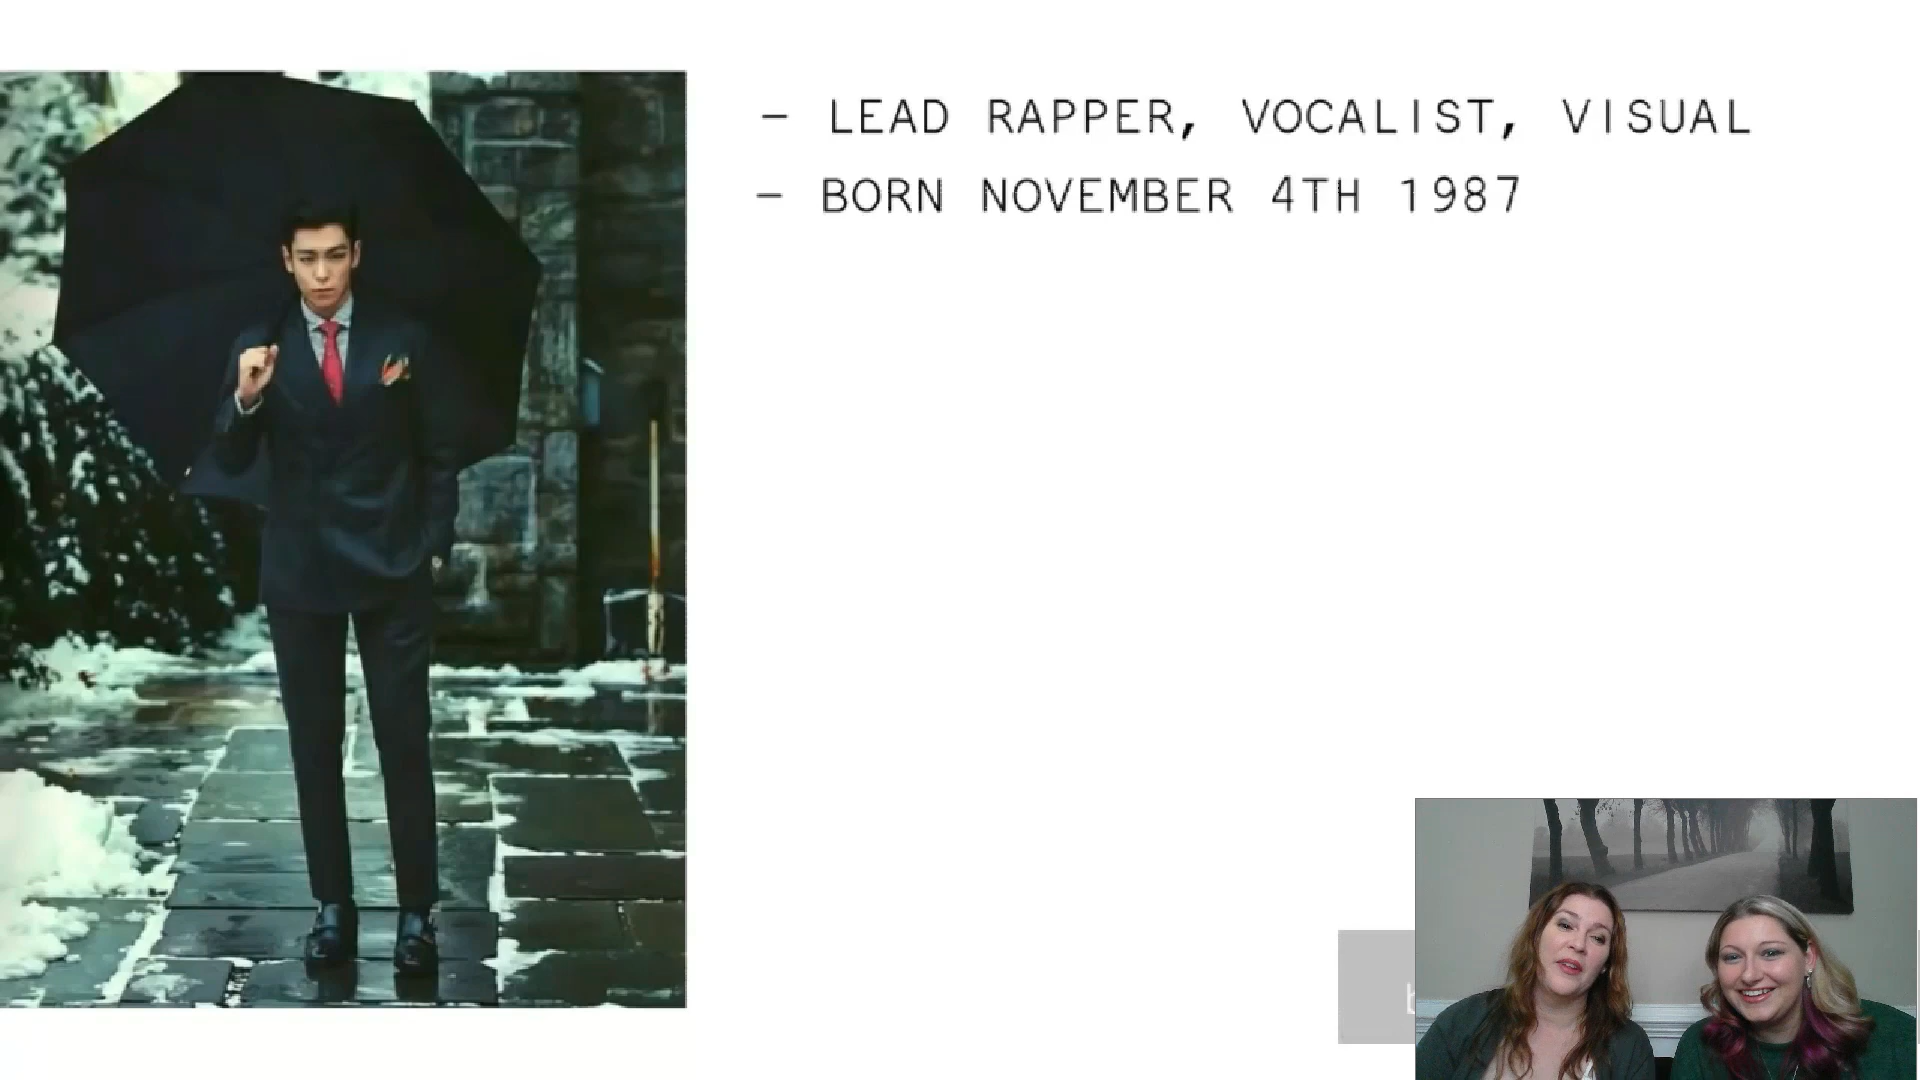 - LEAD RAPPER, VOCALIST, VISUAL
- BORN NOVEMBER 4TH 1987